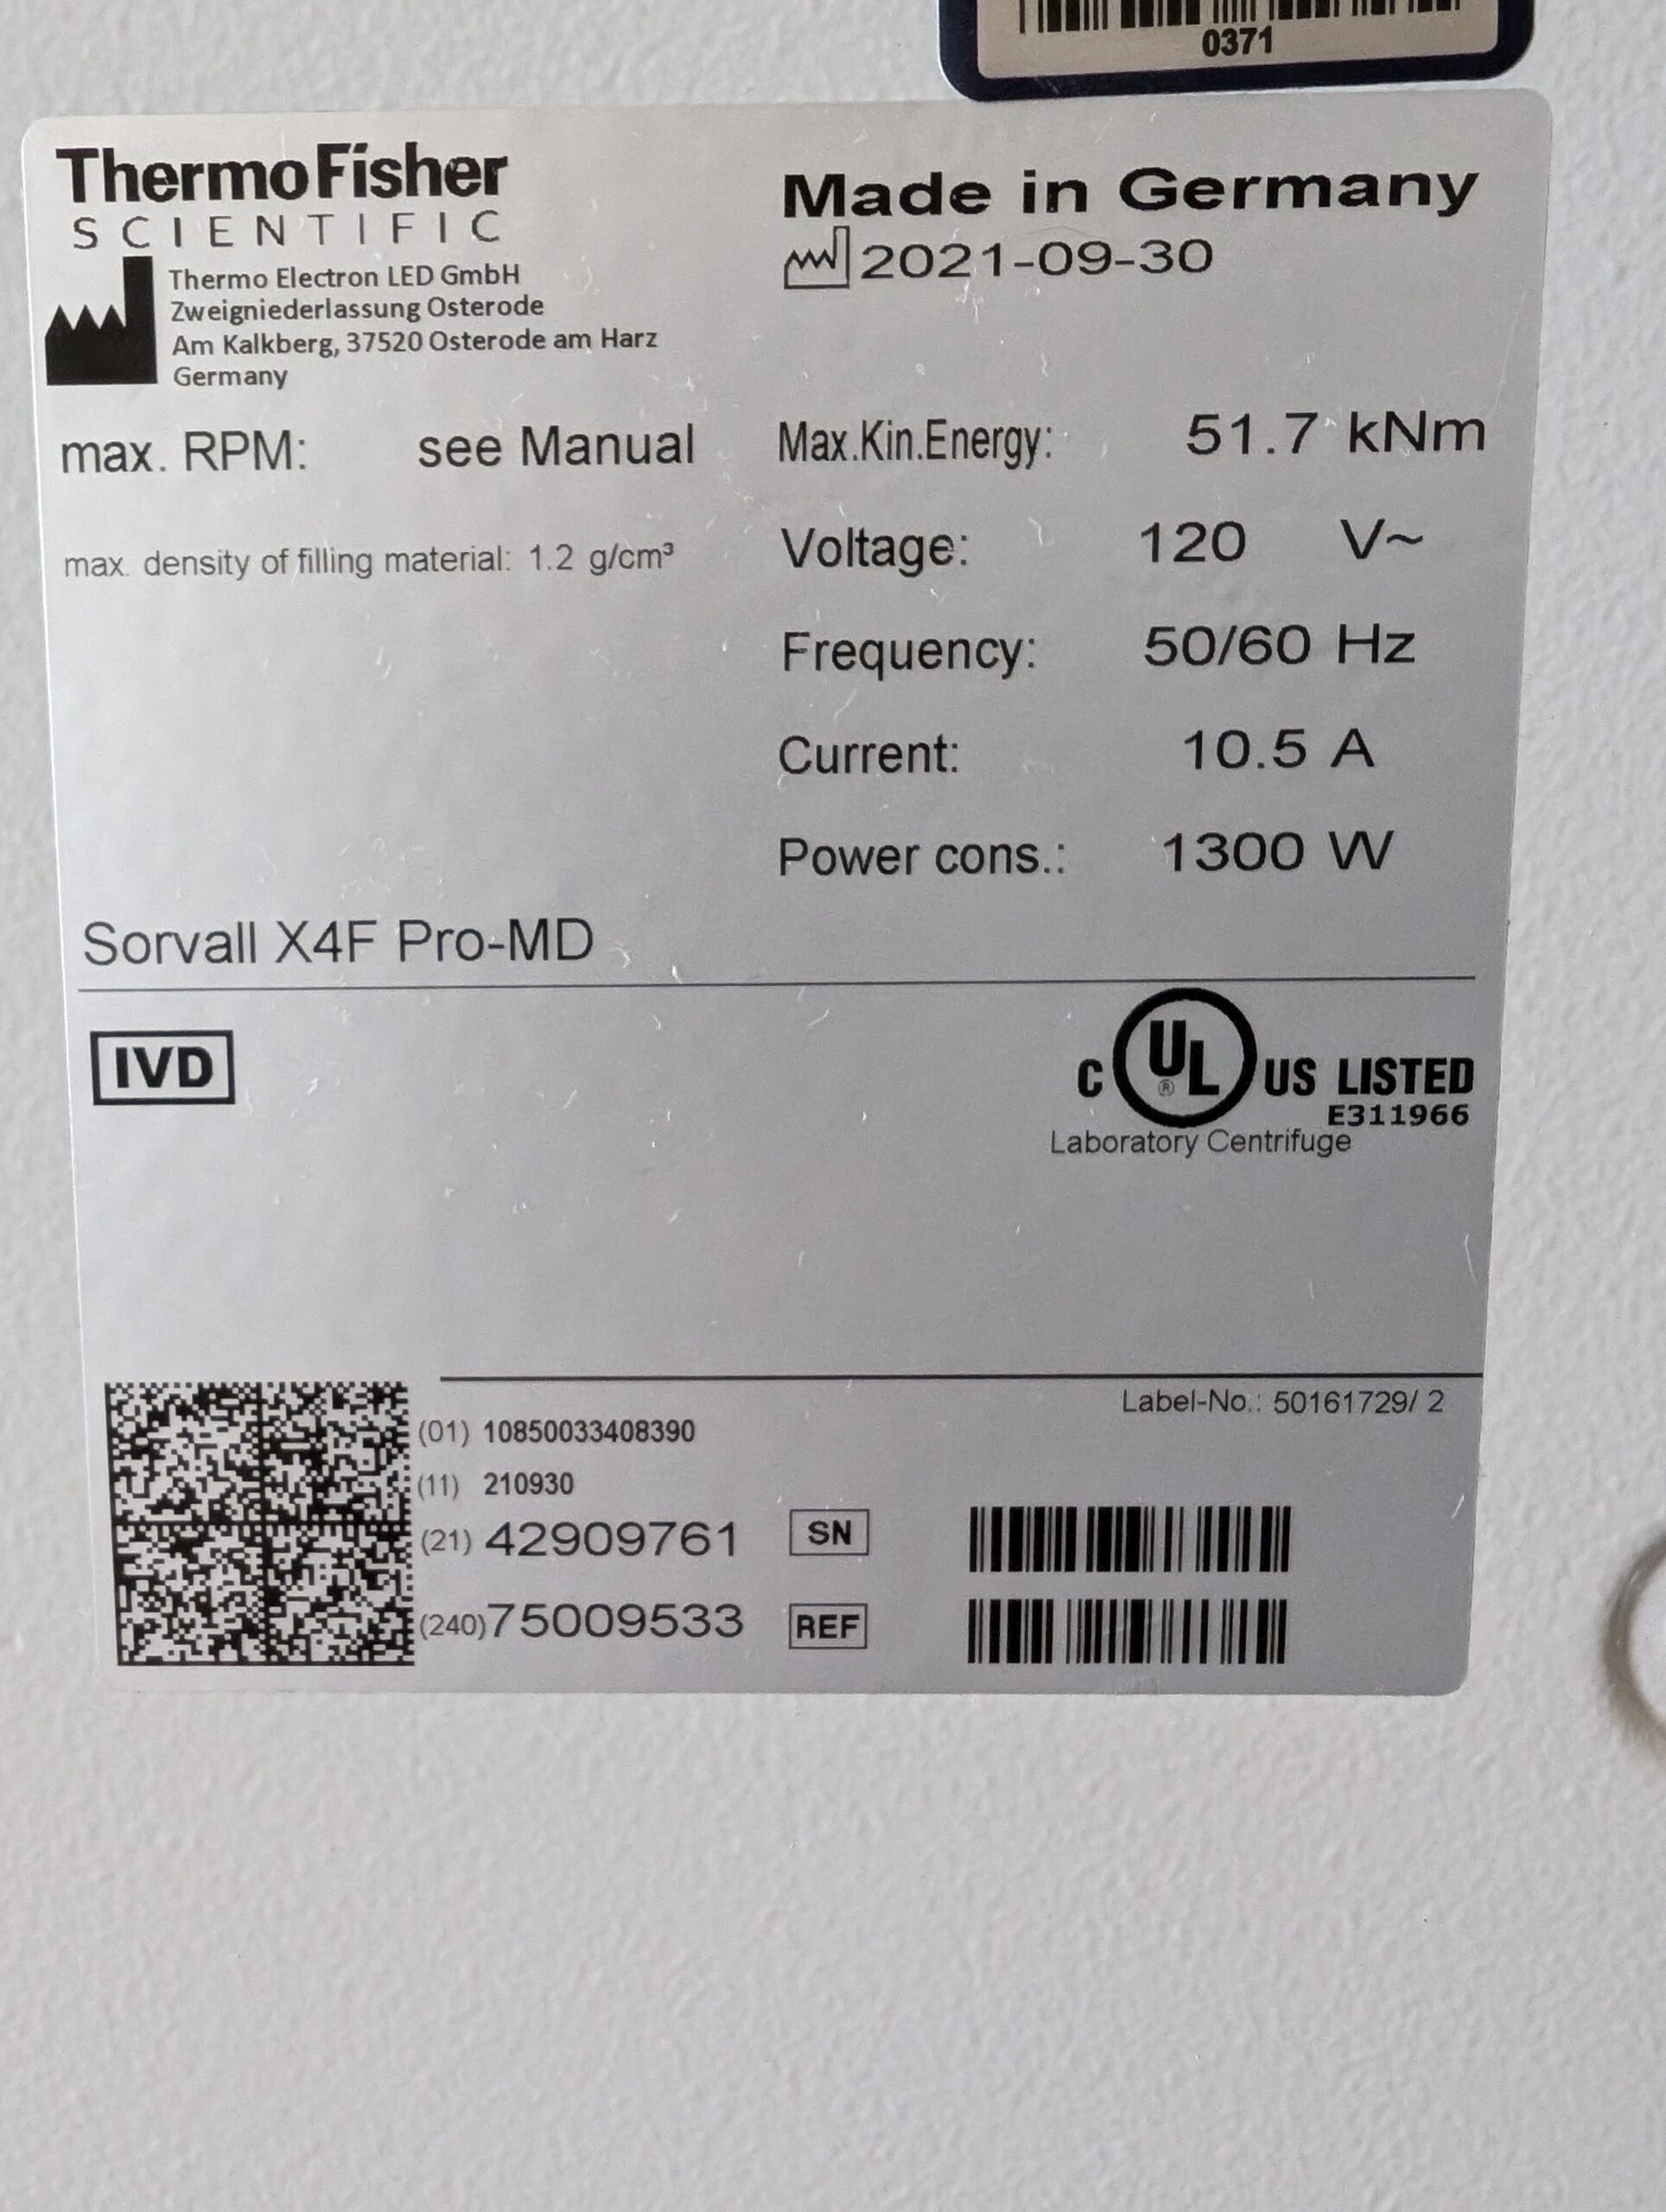 0371
ThermoFisher
SCIENTIFIC
Thermo Electron LED GmbH
Zweigniederlassung Osterode
Am Kalkberg, 37520 Osterode am Harz
Germany
Made in Germany
2021-09-30
max. RPM: see Manual
max. density of filling material: 1.2 g/cm³
Max.Kin.Energy: 51.7 kNm
Voltage: 120 V~
Frequency: 50/60 Hz
Current: 10.5 A
Power cons.: 1300 W
Sorvall X4F Pro-MD
IVD
C UL® US LISTED
E311966
Laboratory Centrifuge
Label-No.: 50161729/ 2
(01) 10850033408390
(11) 210930
(21) 42909761 SN
(240)75009533 REF